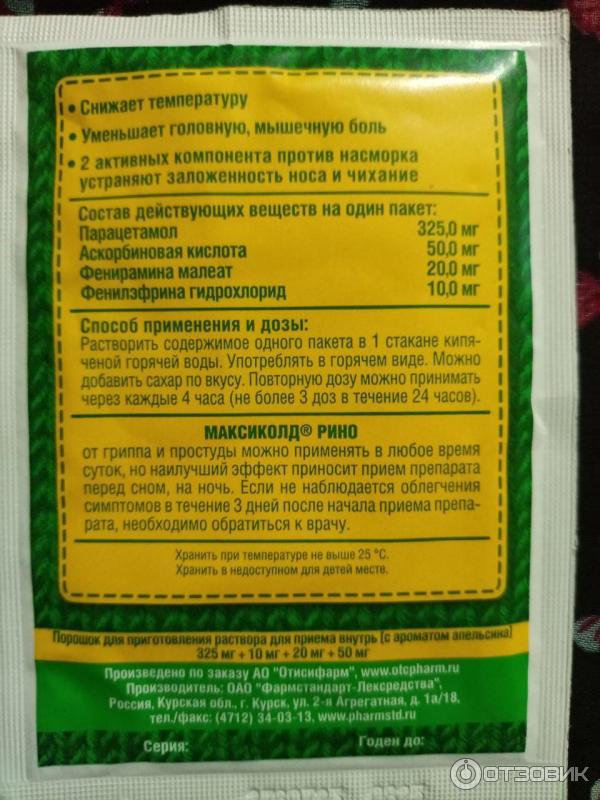 • Снижает температуру
• Уменьшает головную, мышечную боль
• 2 активных компонента против насморка
устраняют заложенность носа и чихание
Состав действующих веществ на один пакет:
Парацетамол 325,0 мг
Аскорбиновая кислота 50,0 мг
Фенирамина малеат 20,0 мг
Фенилэфрина гидрохлорид 10,0 мг
Способ применения и дозы:
Растворить содержимое одного пакета в 1 стакане кипя-
ченой горячей воды. Употреблять в горячем виде. Можно
добавить сахар по вкусу. Повторную дозу можно принимать
через каждые 4 часа (не более 3 доз в течение 24 часов).
МАКСИКОЛД® РИНО
от гриппа и простуды можно применять в любое время
суток, но наилучший эффект приносит прием препарата
перед сном, на ночь. Если не наблюдается облегчения
симптомов в течение 3 дней после начала приема препа-
рата, необходимо обратиться к врачу.
Хранить при температуре не выше 25 °С.
Хранить в недоступном для детей месте.
Порошок для приготовления раствора для приема внутрь [с ароматом апельсина]
325 мг + 10 мг + 20 мг + 50 мг
Произведено по заказу АО "Отисифарм", www.otcpharm.ru
Производитель: ОАО "Фармстандарт-Лексредства",
Россия, Курская обл., г. Курск, ул. 2-я Агрегатная, д. 1а/18,
тел./факс: (4712) 34-03-13, www.pharmstd.ru
Серия: Годен до:
ОТЗОВИК